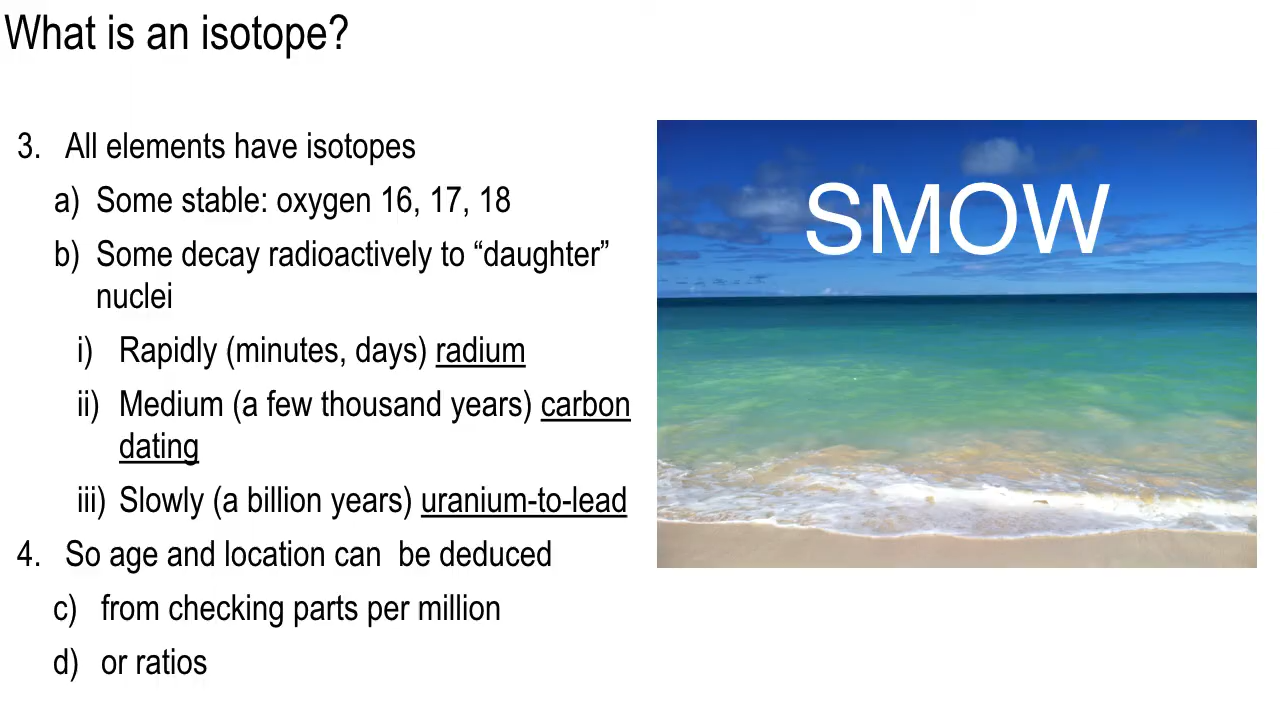 What is an isotope?
3. All elements have isotopes
a) Some stable: oxygen 16, 17, 18
b) Some decay radioactively to “daughter”
nuclei
i) Rapidly (minutes, days) radium
ii) Medium (a few thousand years) carbon
dating
iii) Slowly (a billion years) uranium-to-lead
4. So age and location can  be deduced
c) from checking parts per million
d) or ratios
SMOW